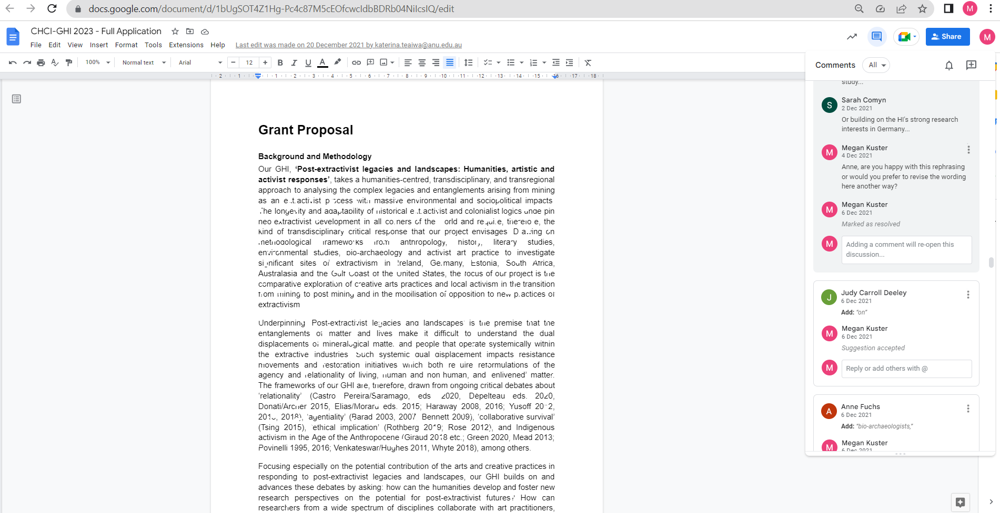 docs.google.com/document/d/1bUgSOT4Z1Hg-Pc4c87M5cEOfcwcIdbBDRb04NiIcsIQ/edit
M
CHCI-GHI 2023 - Full Application
File Edit View Insert Format Tools Extensions Help
Last edit was made on 20 December 2021 by katerina.teaiwa@anu.edu.au
Share
M
100% Normal text Arial − 12 + B I U A
2 1 1 2 3 4 5 6 7 8 9 10 11 12 13 14 15 16 17 18
Grant Proposal
Background and Methodology
Our GHI, ‘Post-extractivist legacies and landscapes: Humanities, artistic and
activist responses’, takes a humanities-centred, transdisciplinary, and transregional
approach to analysing the complex legacies and entanglements arising from mining
as an extractivist process with massive environmental and sociopolitical impacts
The longevity and adaptability of historical extractivist and colonialist logics underpin
neo extractivist development in all corners of the world and require, therefore, the
kind of transdisciplinary critical response that our project envisages Drawing on
methodological frameworks from anthropology, history, literary studies,
environmental studies, bio-archaeology and activist art practice to investigate
significant sites of extractivism in Ireland, Germany, Estonia, South Africa,
Australasia and the Gulf Coast of the United States, the focus of our project is the
comparative exploration of creative arts practices and local activism in the transition
from mining to post mining and in the mobilisation of opposition to new practices of
extractivism
Underpinning Post-extractivist legacies and landscapes’ is the premise that the
entanglements of matter and lives make it difficult to understand the dual
displacements of mineralogical matter and people that operate systemically within
the extractive industries Such systemic dual displacement impacts resistance
movements and restoration initiatives which both require reformulations of the
agency and relationality of living, human and non human, and enlivened’ matter.
The frameworks of our GHI are, therefore, drawn from ongoing critical debates about
‘relationality’ (Castro Pereira/Saramago, eds 2020, Dépelteau eds. 2020,
Donati/Archer 2015, Elias/Moraru eds. 2015; Haraway 2008, 2016; Yusoff
2018), ‘agentiality’ (Barad 2003, 2007 Bennett 2009), ‘collaborative survival’
(Tsing 2015), ‘ethical implication’ (Rothberg 2019; Rose 2012), and Indigenous
activism in the Age of the Anthropocene (Giraud 2018 etc.; Green 2020, Mead 2013;
Povinelli 1995, 2016; Venkateswar/Hughes 2011, Whyte 2018), among others.
Focusing especially on the potential contribution of the arts and creative practices in
responding to post-extractivist legacies and landscapes, our GHI builds on and
advances these debates by asking: how can the humanities develop and foster new
research perspectives on the potential for post-extractivist futures? How can
researchers from a wide spectrum of disciplines collaborate with art practitioners,
Comments All
study...
S Sarah Comyn
2 Dec 2021
Or building on the HI's strong research
interests in Germany...
M Megan Kuster
4 Dec 2021
Anne, are you happy with this rephrasing
or would you prefer to revise the wording
here another way?
M Megan Kuster
6 Dec 2021
Marked as resolved
M Adding a comment will re-open this
discussion...
J Judy Carroll Deeley
6 Dec 2021
Add: “on”
M Megan Kuster
6 Dec 2021
Suggestion accepted
M Reply or add others with @
A Anne Fuchs
6 Dec 2021
Add: “bio-archaeologists,”
M Megan Kuster
6 Dec 2021